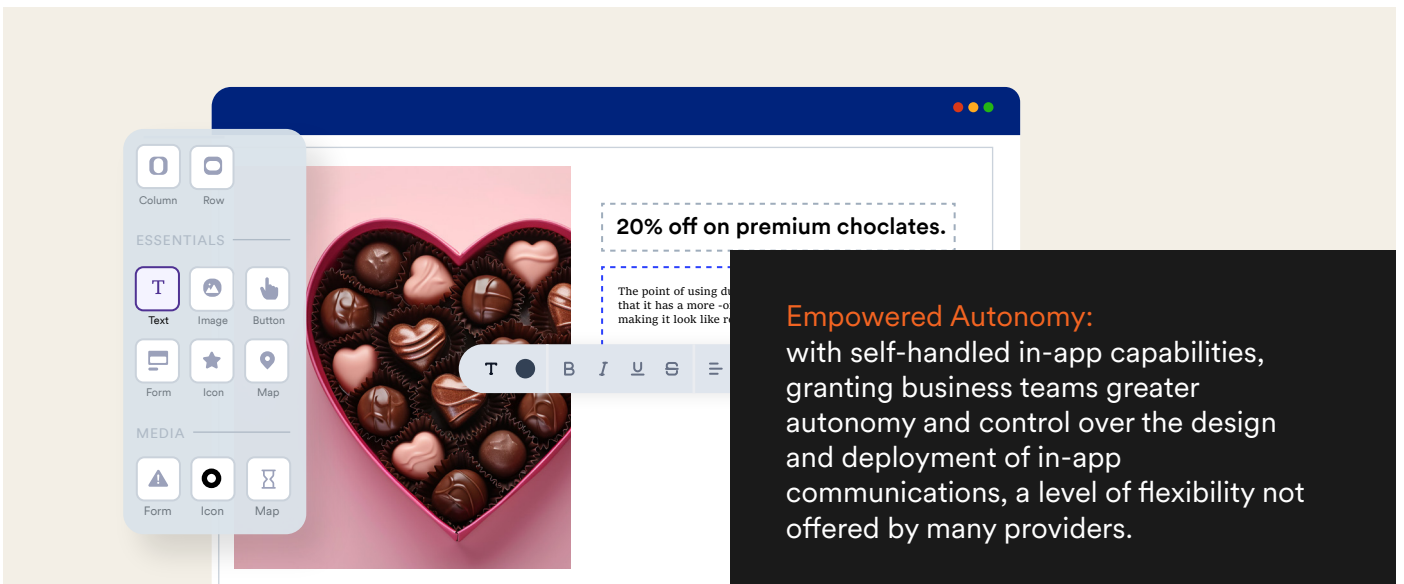 Column Row
ESSENTIALS
Text Image Button
Form Icon Map
MEDIA
Form Icon Map
20% off on premium choclates.
The point of using
that it has a more
making it look like
T B I U S
Empowered Autonomy:
with self-handled in-app capabilities,
granting business teams greater
autonomy and control over the design
and deployment of in-app
communications, a level of flexibility not
offered by many providers.